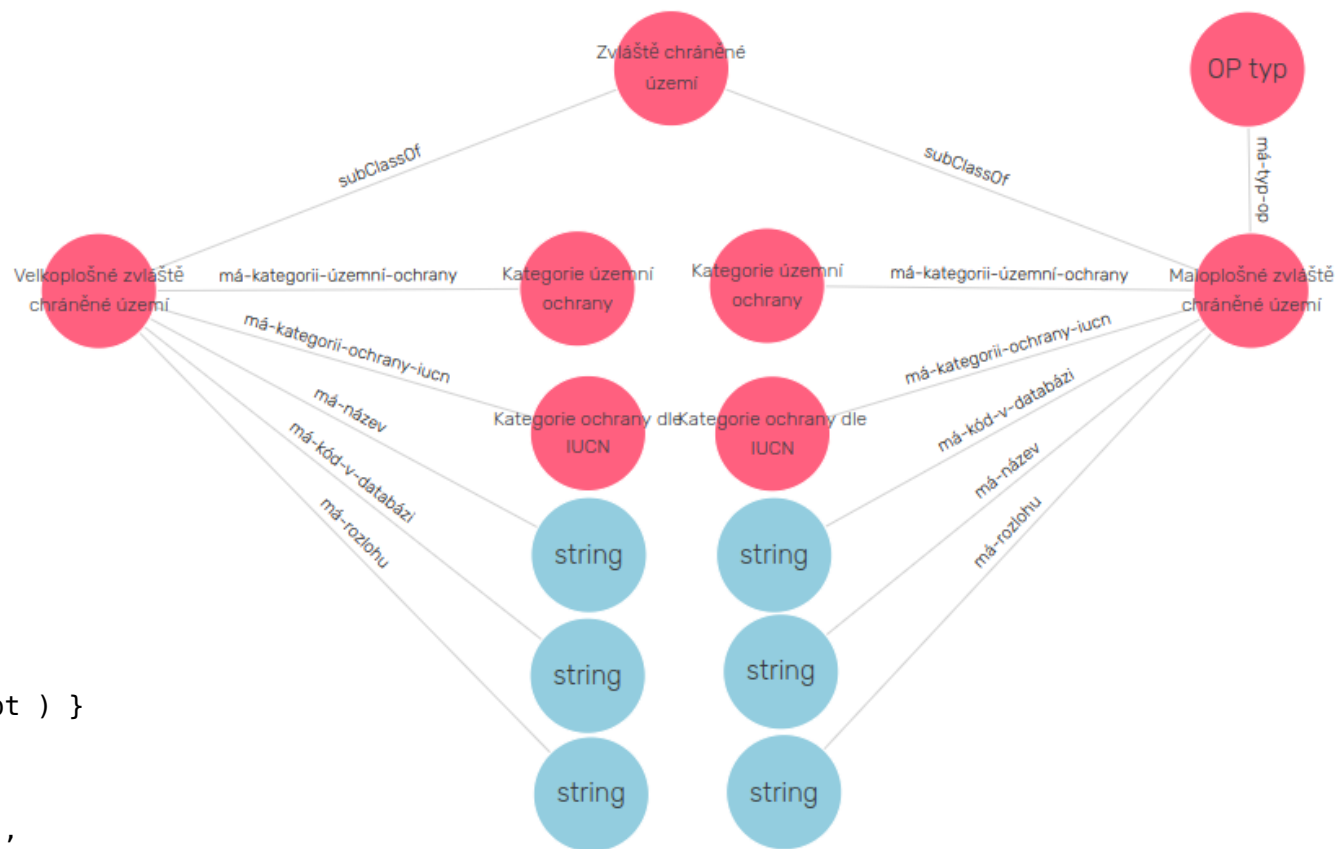 Zvláště chráněné
území
OP typ
subClassOf
subClassOf
má-typ-op
Velkoplošné zvláště
chráněné území
má-kategorii-územní-ochrany
Kategorie územní
ochrany
Kategorie územní
ochrany
má-kategorii-územní-ochrany
Maloplošné zvláště
chráněné území
má-kategorii-ochrany-iucn
má-kategorii-ochrany-iucn
Kategorie ochrany dle
IUCN
Kategorie ochrany dle
IUCN
má-název
má-kód-v-databázi
má-kód-v-databázi
má-název
má-rozlohu
má-rozlohu
string
string
string
string
string
string
) }
,